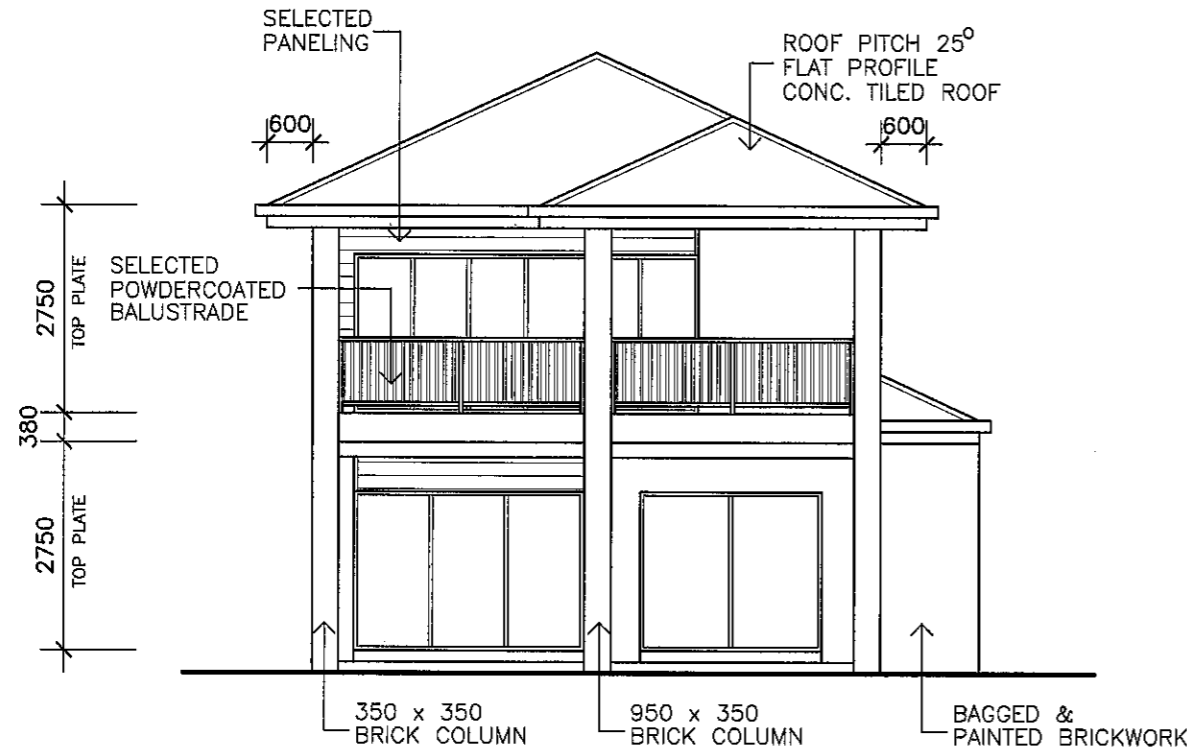 SELECTED
PANELING
ROOF PITCH 25°
FLAT PROFILE
CONC. TILED ROOF
600
600
2750
TOP PLATE
SELECTED
POWDERCOATED
BALUSTRADE
380
2750
TOP PLATE
350 x 350
BRICK COLUMN
950 x 350
BRICK COLUMN
BAGGED &
PAINTED BRICKWORK